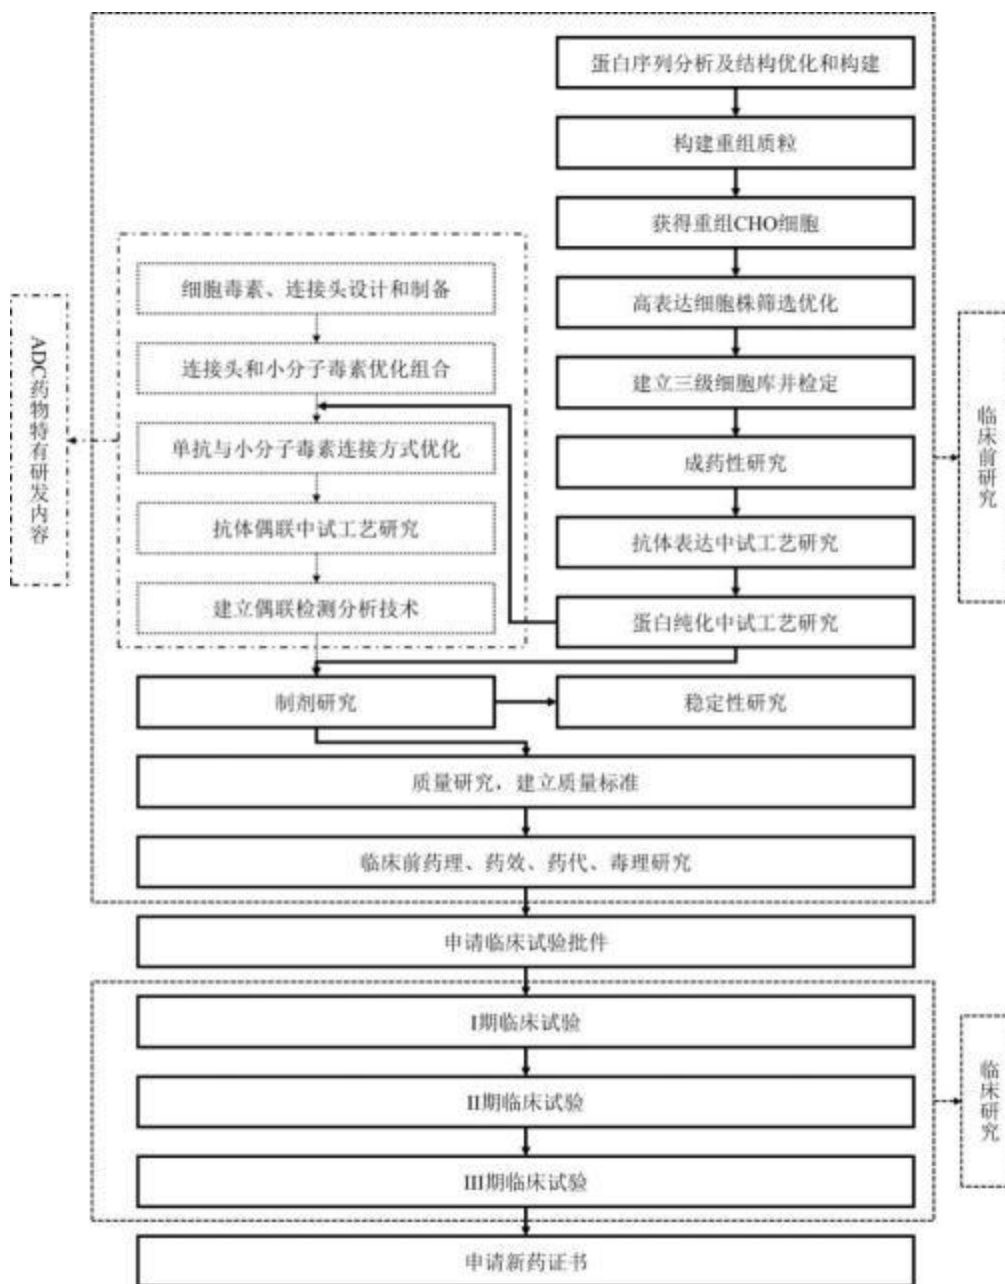 蛋白序列分析及结构优化和构建
构建重组质粒
获得重组CHO细胞
高表达细胞株筛选优化
建立三级细胞库并检定
成药性研究
抗体表达中试工艺研究
蛋白纯化中试工艺研究
细胞毒素、连接头设计和制备
连接头和小分子毒素优化组合
单抗与小分子毒素连接方式优化
抗体偶联中试工艺研究
建立偶联检测分析技术
ADC药物特有研发内容
临床前研究
制剂研究
稳定性研究
质量研究，建立质量标准
临床前药理、药效、药代、毒理研究
申请临床试验批件
I期临床试验
II期临床试验
III期临床试验
临床研究
申请新药证书